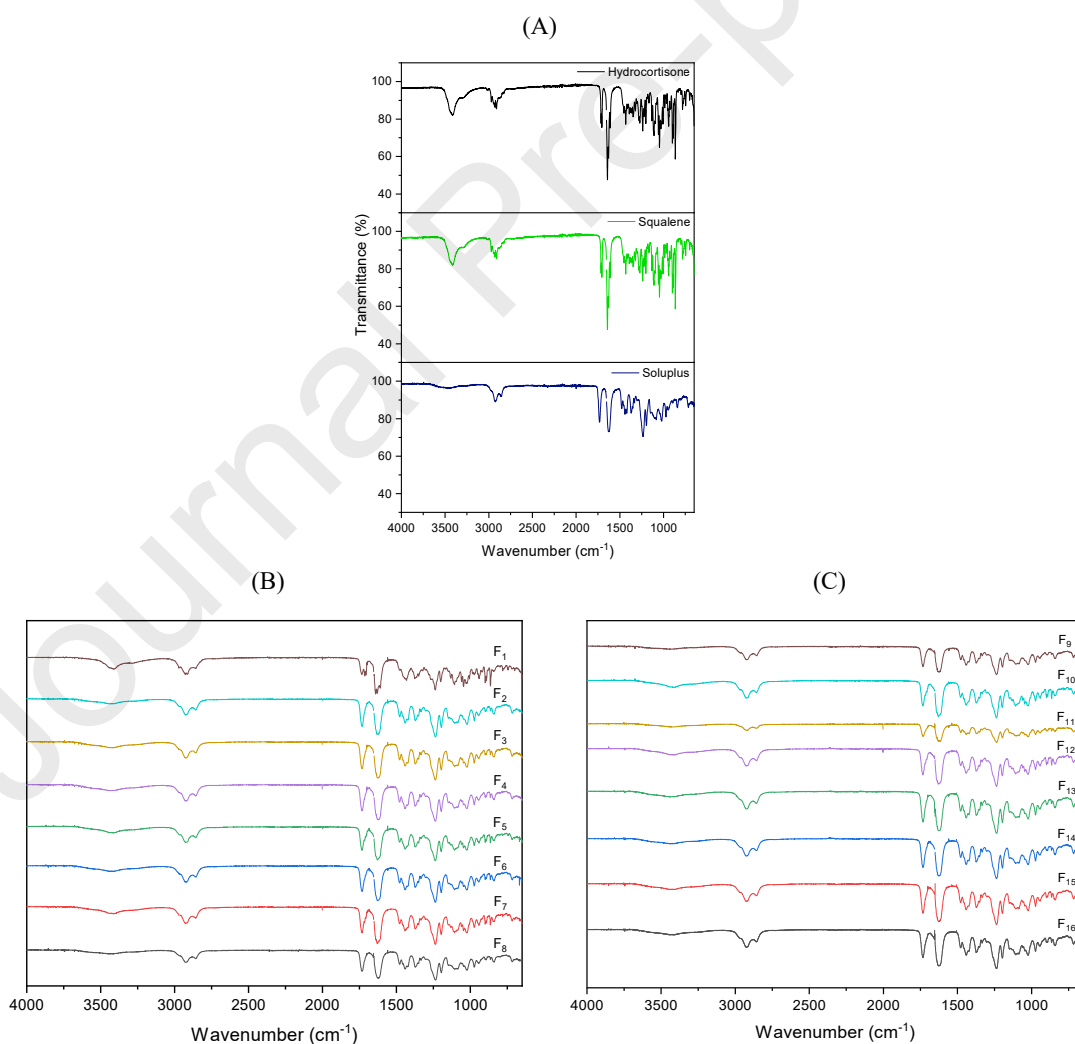 (A)
Hydrocortisone
100
80
60
40
Squalene
100
80
60
40
Transmittance (%)
Soluplus
100
80
60
40
4000 3500 3000 2500 2000 1500 1000
Wavenumber (cm⁻¹)
(B)
F₁
F₂
F₃
F₄
F₅
F₆
F₇
F₈
4000 3500 3000 2500 2000 1500 1000
Wavenumber (cm⁻¹)
(C)
F₉
F₁₀
F₁₁
F₁₂
F₁₃
F₁₄
F₁₅
F₁₆
4000 3500 3000 2500 2000 1500 1000
Wavenumber (cm⁻¹)
Journal Pre-p